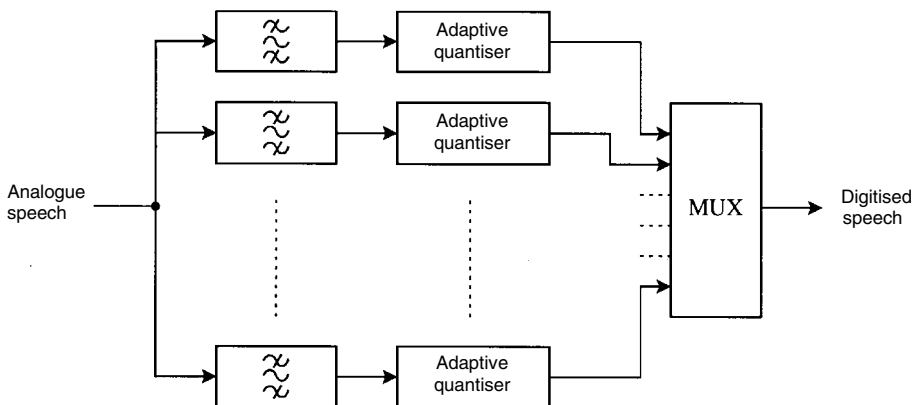 Adaptive
quantiser
Adaptive
quantiser
Analogue
speech
MUX
Digitised
speech
Adaptive
quantiser